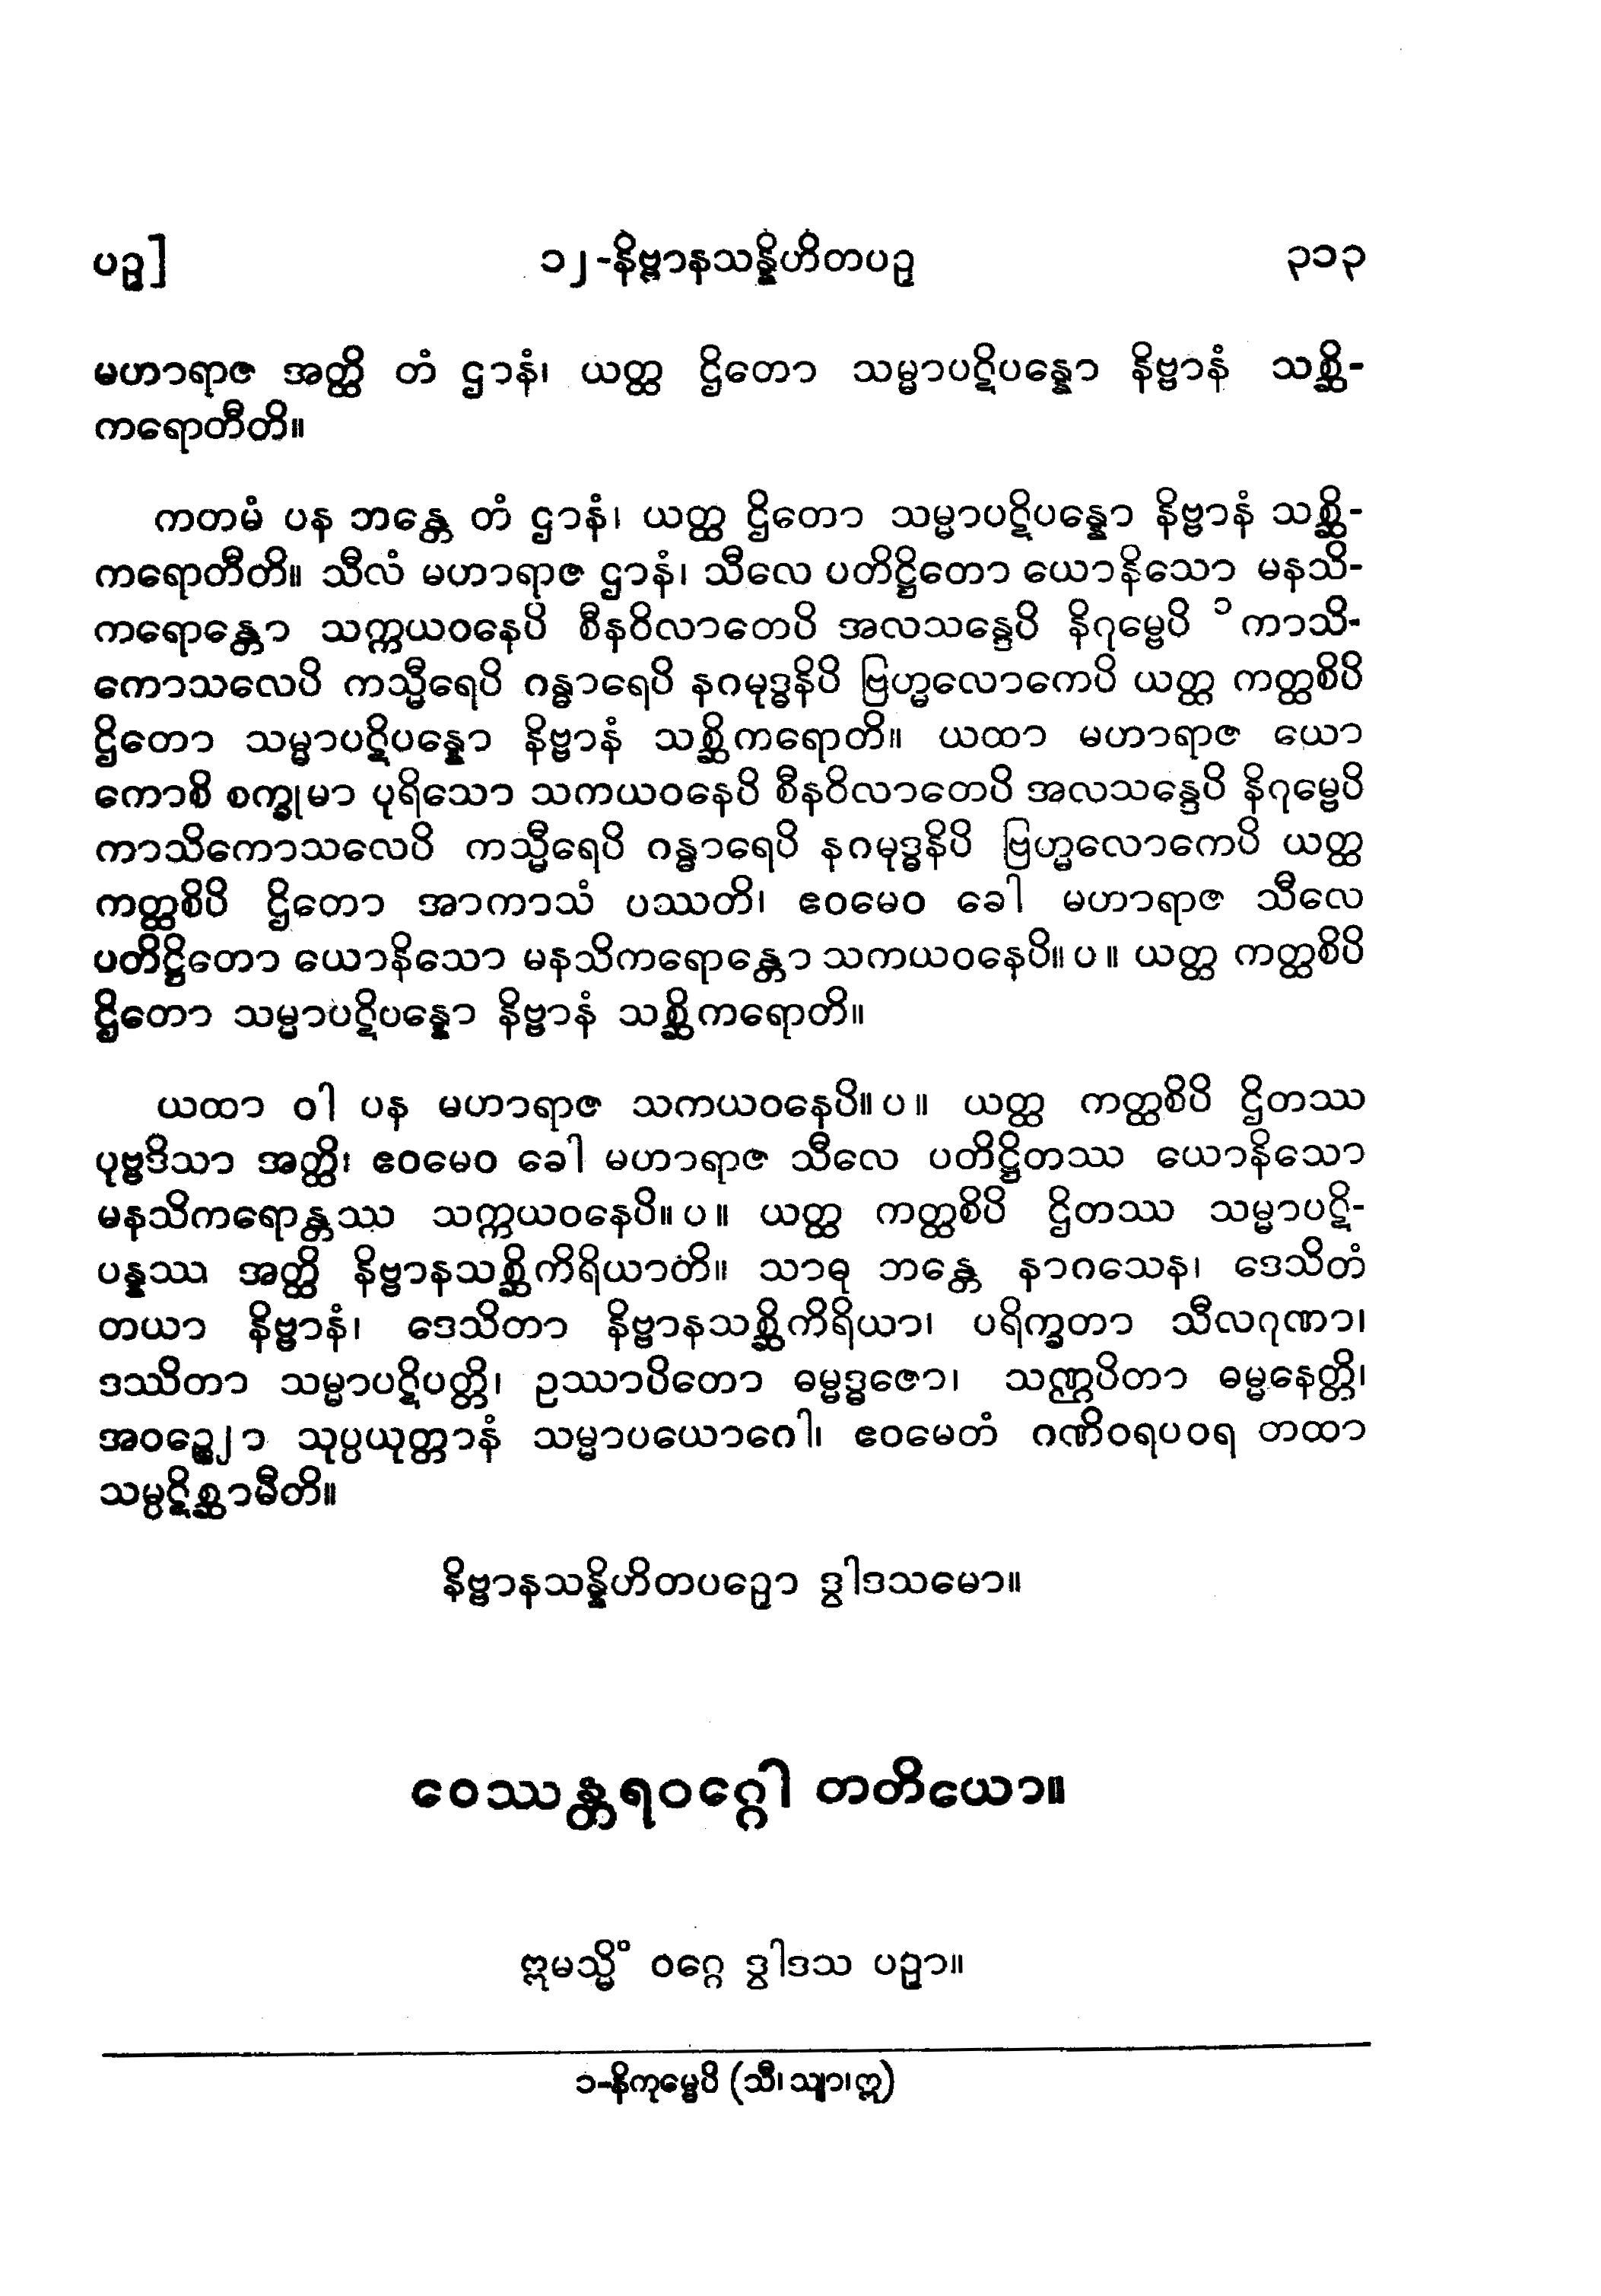 ပဥှ]
၁၂-နိဗ္ဗာနသန္နိဟိတပဥှ
၃၁၃
မဟာရာဇ အတ္ထိ တံ ဌာနံ၊ ယတ္ထ ဌိတော သမ္မာပဋိပန္နော နိဗ္ဗာနံ သစ္ဆိ-
ကရောတီတိ။
ကတမံ ပန ဘန္တေ တံ ဌာနံ၊ ယတ္ထ ဌိတော သမ္မာပဋိပန္နော နိဗ္ဗာနံ သစ္ဆိ-
ကရောတီတိ။ သီလံ မဟာရာဇ ဌာနံ၊ သီလေ ပတိဋ္ဌိတော ယောနိသော မနသိ-
ကရောန္တော သက္ကယဝနေပိ စီနဝိလာတေပိ အလသန္ဒေပိ နိဂုမ္ဗေပိ ၁ ကာသိ-
ကောသလေပိ ကသ္မီရေပိ ဂန္ဓာရေပိ နဂမုဒ္ဓနိပိ ဗြဟ္မလောကေပိ ယတ္ထ ကတ္ထစိပိ
ဌိတော သမ္မာပဋိပန္နော နိဗ္ဗာနံ သစ္ဆိကရောတိ။ ယထာ မဟာရာဇ ယော
ကောစိ စက္ခုမာ ပုရိသော သကယဝနေပိ စီနဝိလာတေပိ အလသန္ဒေပိ နိဂုမ္ဗေပိ
ကာသိကောသလေပိ ကသ္မီရေပိ ဂန္ဓာရေပိ နဂမုဒ္ဓနိပိ ဗြဟ္မလောကေပိ ယတ္ထ
ကတ္ထစိပိ ဌိတော အာကာသံ ပဿတိ၊ ဧဝမေဝ ခေါ မဟာရာဇ သီလေ
ပတိဋ္ဌိတော ယောနိသော မနသိကရောန္တော သကယဝနေပိ။ပ။ ယတ္ထ ကတ္ထစိပိ
ဌိတော သမ္မာပဋိပန္နော နိဗ္ဗာနံ သစ္ဆိကရောတိ။
ယထာ ဝါ ပန မဟာရာဇ သကယဝနေပိ။ပ။ ယတ္ထ ကတ္ထစိပိ ဌိတဿ
ပုဗ္ဗဒိသာ အတ္ထိ၊ ဧဝမေဝ ခေါ မဟာရာဇ သီလေ ပတိဋ္ဌိတဿ ယောနိသော
မနသိကရောန္တဿ သက္ကယဝနေပိ။ပ။ ယတ္ထ ကတ္ထစိပိ ဌိတဿ သမ္မာပဋိ-
ပန္နဿ အတ္ထိ နိဗ္ဗာနသစ္ဆိကိရိယာတိ။ သာဓု ဘန္တေ နာဂသေန၊ ဒေသိတံ
တယာ နိဗ္ဗာနံ၊ ဒေသိတာ နိဗ္ဗာနသစ္ဆိကိရိယာ၊ ပရိက္ခတာ သီလဂုဏာ၊
ဒဿိတာ သမ္မာပဋိပတ္တိ၊ ဥဿာပိတော ဓမ္မဒ္ဓဇော၊ သဏ္ဌပိတာ ဓမ္မနေတ္တိ၊
အဝဉ္ဈော သုပ္ပယုတ္တာနံ သမ္မာပယောဂေါ၊ ဧဝမေတံ ဂဏိဝရပဝရ တထာ
သမ္ပဋိစ္ဆာမီတိ။
နိဗ္ဗာနသန္နိဟိတပဥှော ဒွါဒသမော။
ဝေဿန္တရဝဂ္ဂေါ တတိယော။
ဣမသ္မိံ ဝဂ္ဂေ ဒွါဒသ ပဥှာ။
၁-နိကုမ္ဗေပိ (သီ၊သျာ၊ဣ)